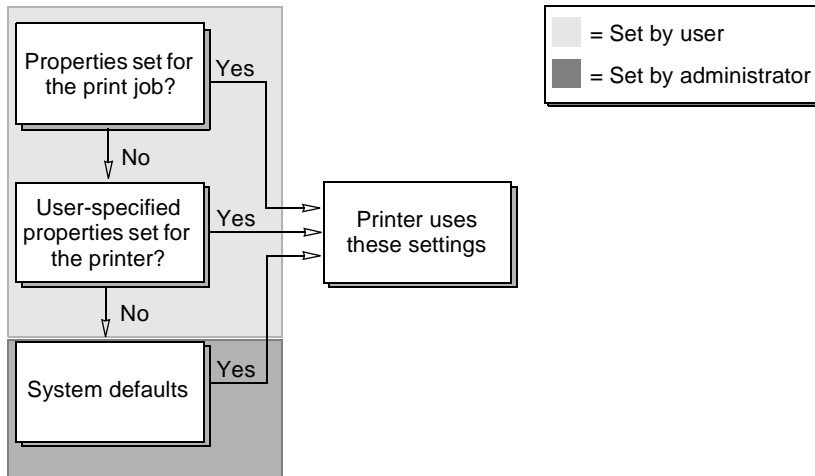 Properties set for
the print job?
Yes
No
User-specified
properties set for
the printer?
Yes
No
System defaults
Yes
Printer uses
these settings
= Set by user
= Set by administrator